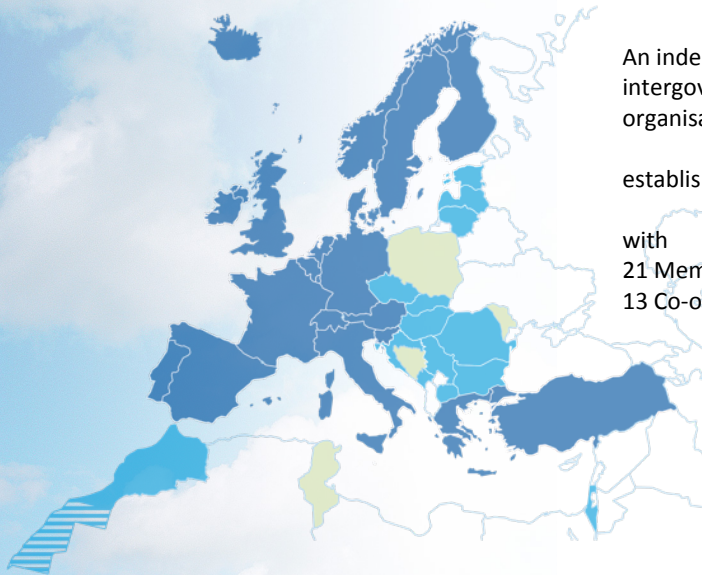 An inde
intergov
organisa
establis
with
21 Mem
13 Co-o